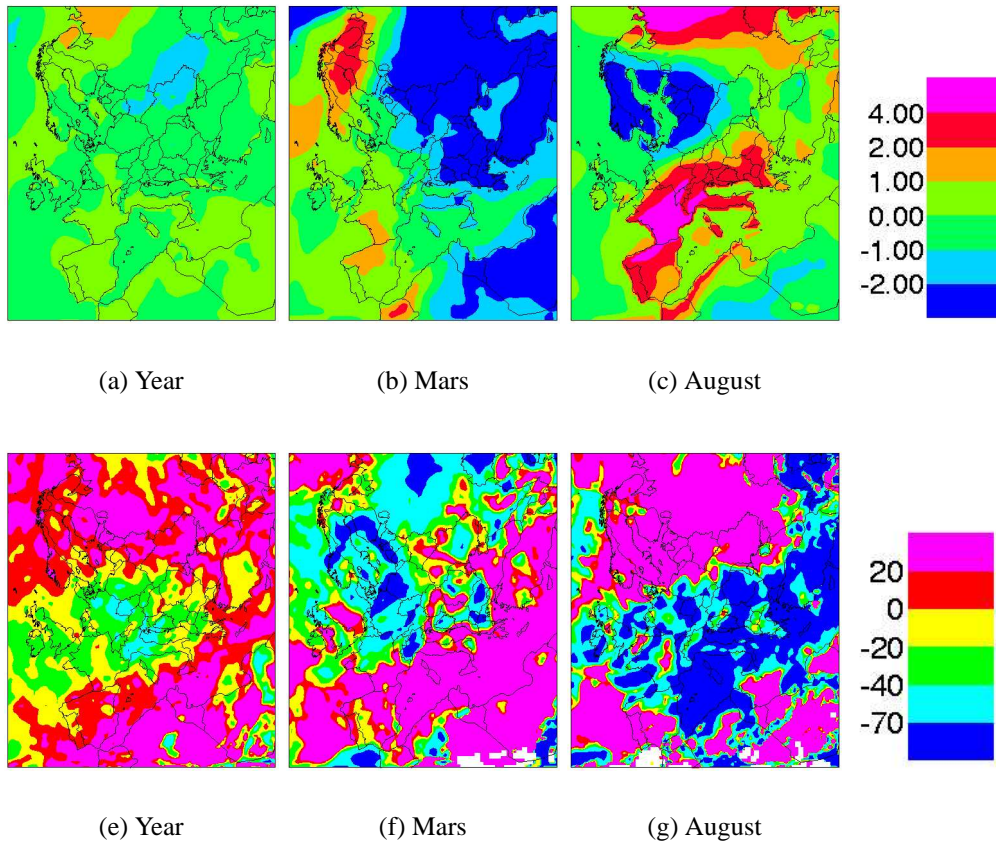 4.00
2.00
1.00
0.00
-1.00
-2.00
(a) Year
(b) Mars
(c) August
20
0
-20
-40
-70
(e) Year
(f) Mars
(g) August